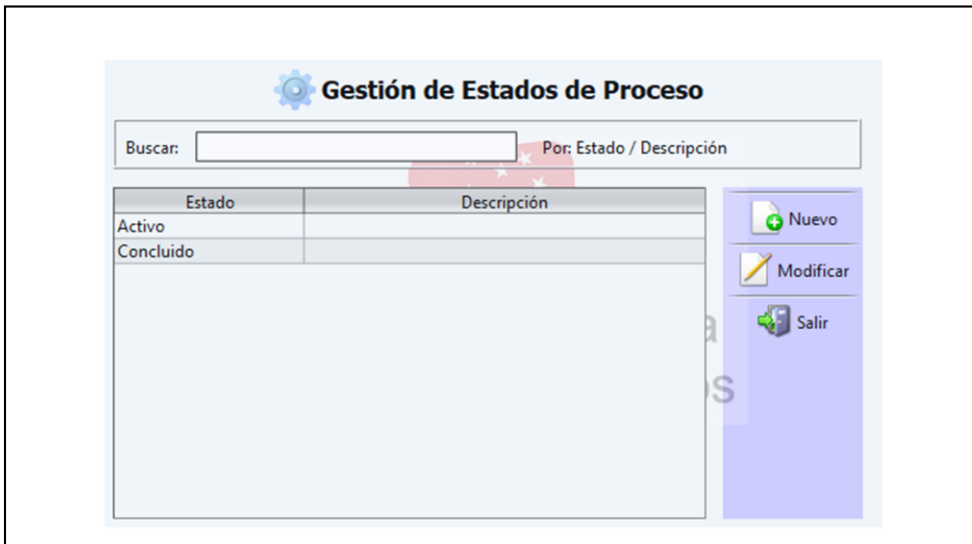 Gestión de Estados de Proceso
Buscar: Por: Estado / Descripción
Estado Descripción
Activo
Concluido
Nuevo
Modificar
Salir